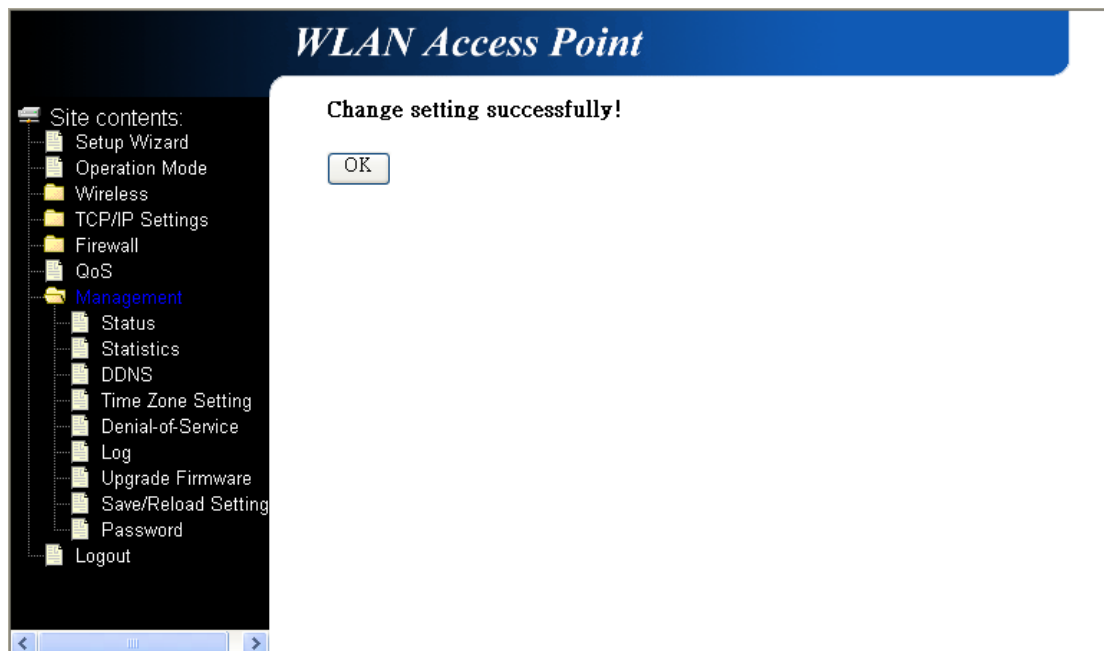 WLAN Access Point
Site contents:
Setup Wizard
Operation Mode
Wireless
TCP/IP Settings
Firewall
QoS
Management
Status
Statistics
DDNS
Time Zone Setting
Denial-of-Service
Log
Upgrade Firmware
Save/Reload Setting
Password
Logout
Change setting successfully!
OK